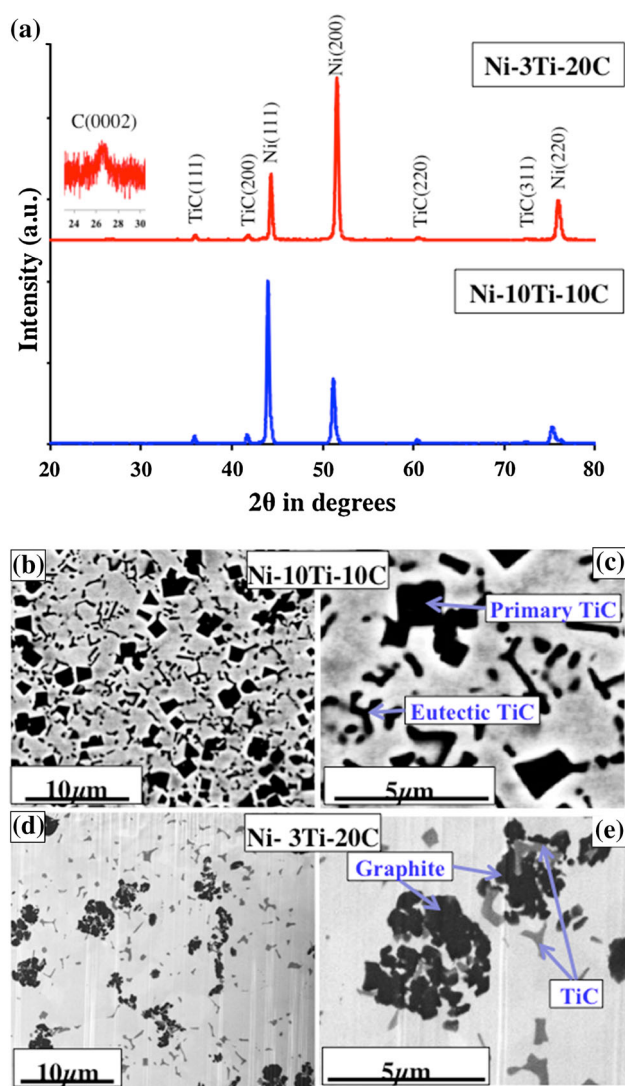 (a)
Ni-3Ti-20C
C(0002)
24 26 28 30
TiC(111)
TiC(200)
Ni(111)
Ni(200)
TiC(220)
TiC(311)
Ni(220)
Intensity (a.u.)
Ni-10Ti-10C
20 30 40 50 60 70 80
2θ in degrees
(b)
Ni-10Ti-10C
(c)
Primary TiC
Eutectic TiC
10μm
5μm
(d)
Ni- 3Ti-20C
(e)
Graphite
TiC
10μm
5μm